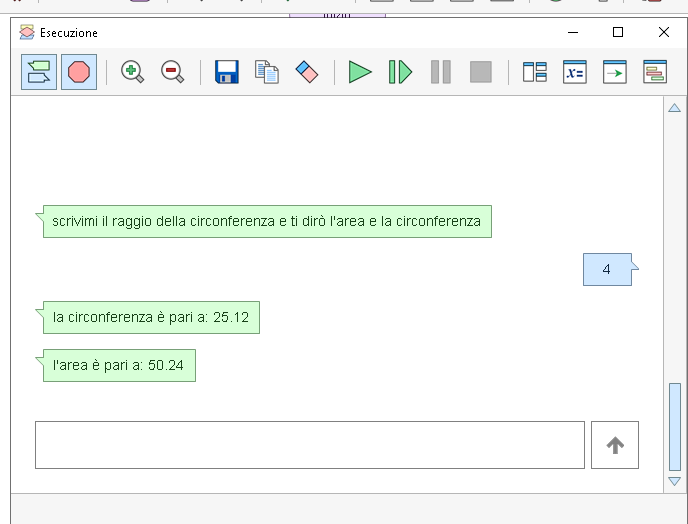 Inizio
Esecuzione
x=
scrivimi il raggio della circonferenza e ti dirò l'area e la circonferenza
4
la circonferenza è pari a: 25.12
l'area è pari a: 50.24